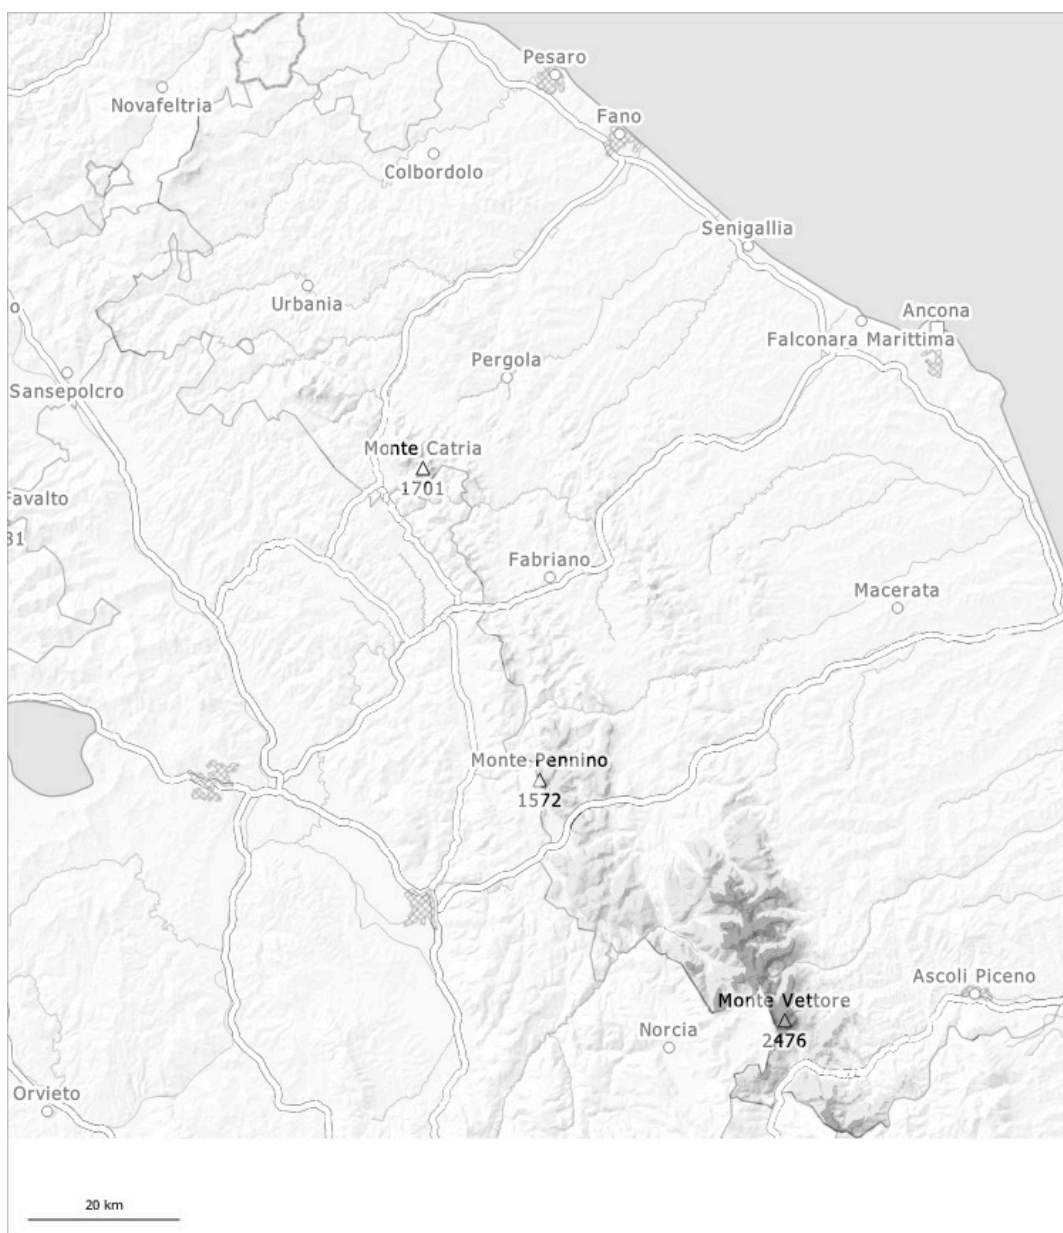 Pesaro
Novafeltria
Fano
Colbordolo
Senigallia
Urbania
Ancona
Falconara Marittima
Pergola
Sansepolcro
Monte Catria
1701
Favalto
Fabriano
Macerata
Monte Pennino
1572
Ascoli Piceno
Monte Vettore
Norcia
2476
Orvieto
20 km